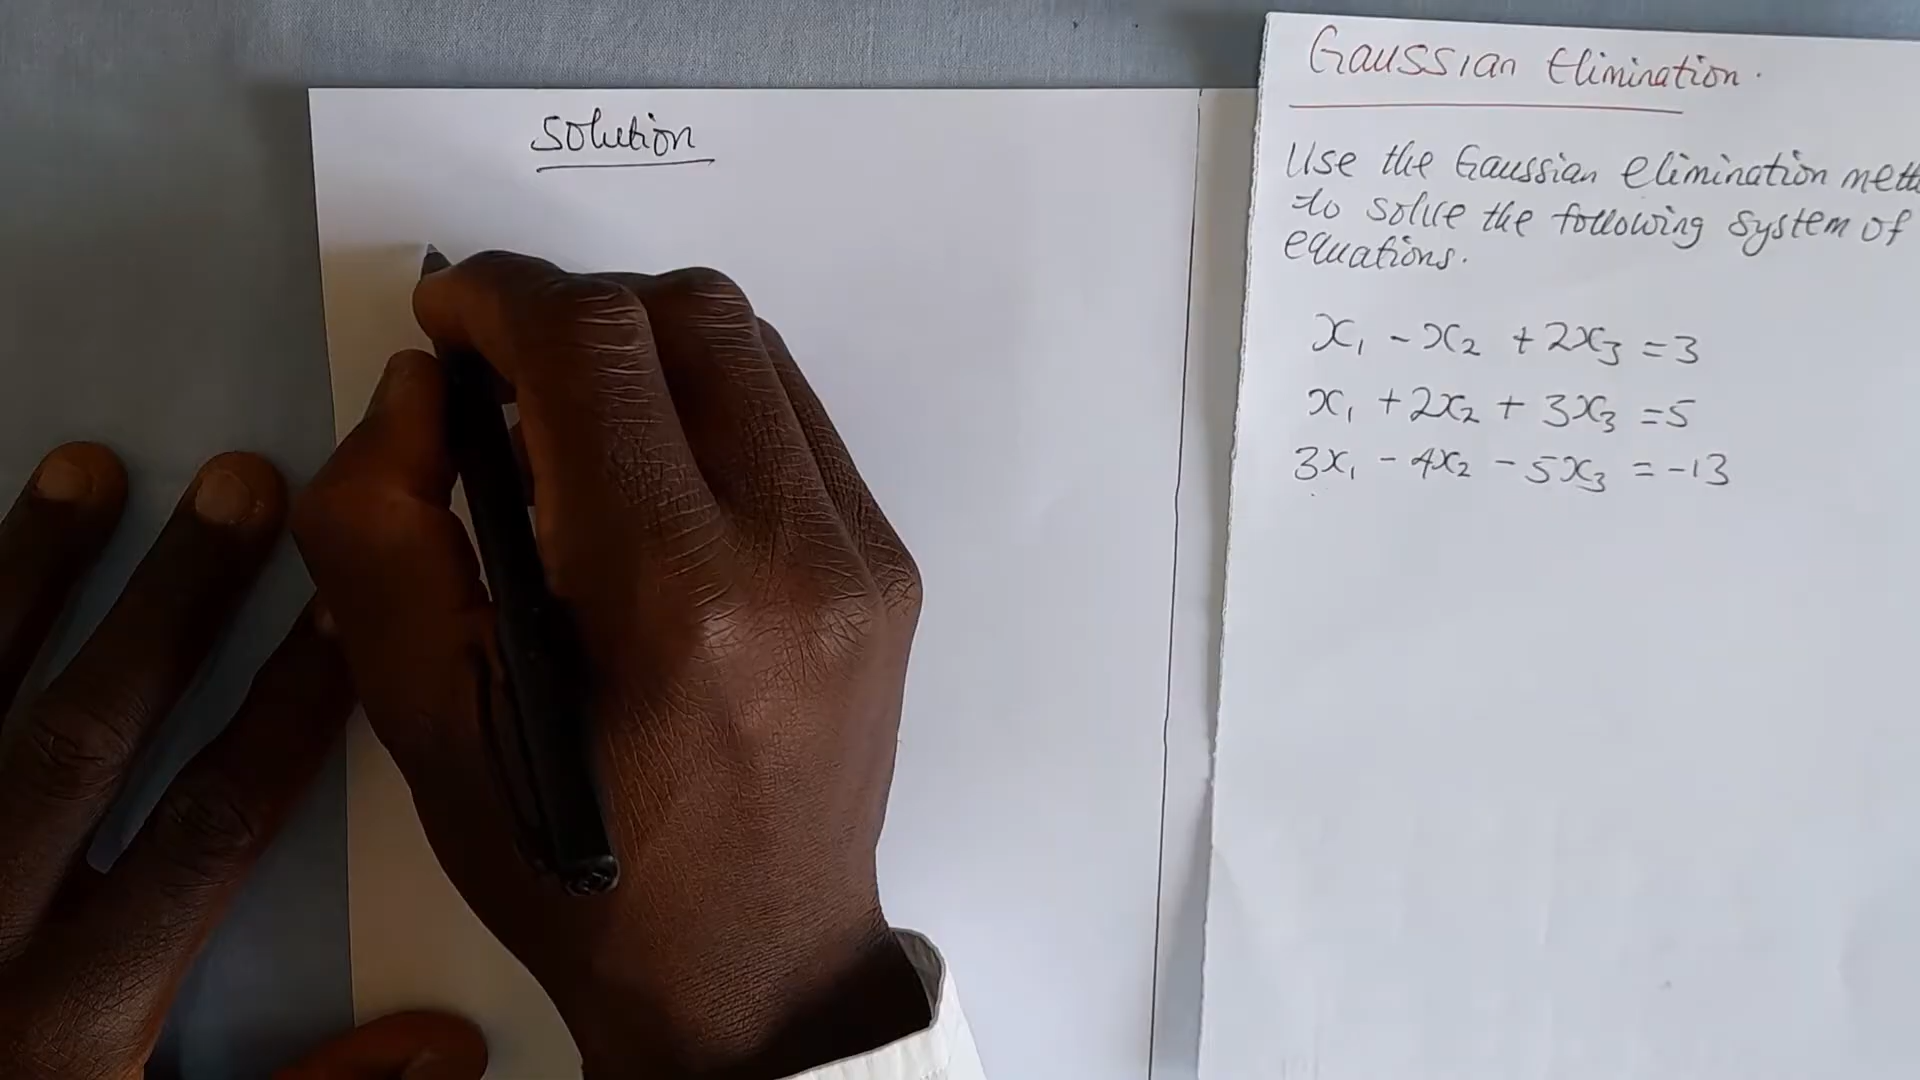 Solution
Gaussian Elimination.
Use the Gaussian elimination
to solve the following system of
equations.
x₁ - x₂ + 2x₃ = 3
x₁ + 2x₂ + 3x₃ = 5
3x₁ - 4x₂ - 5x₃ = -13